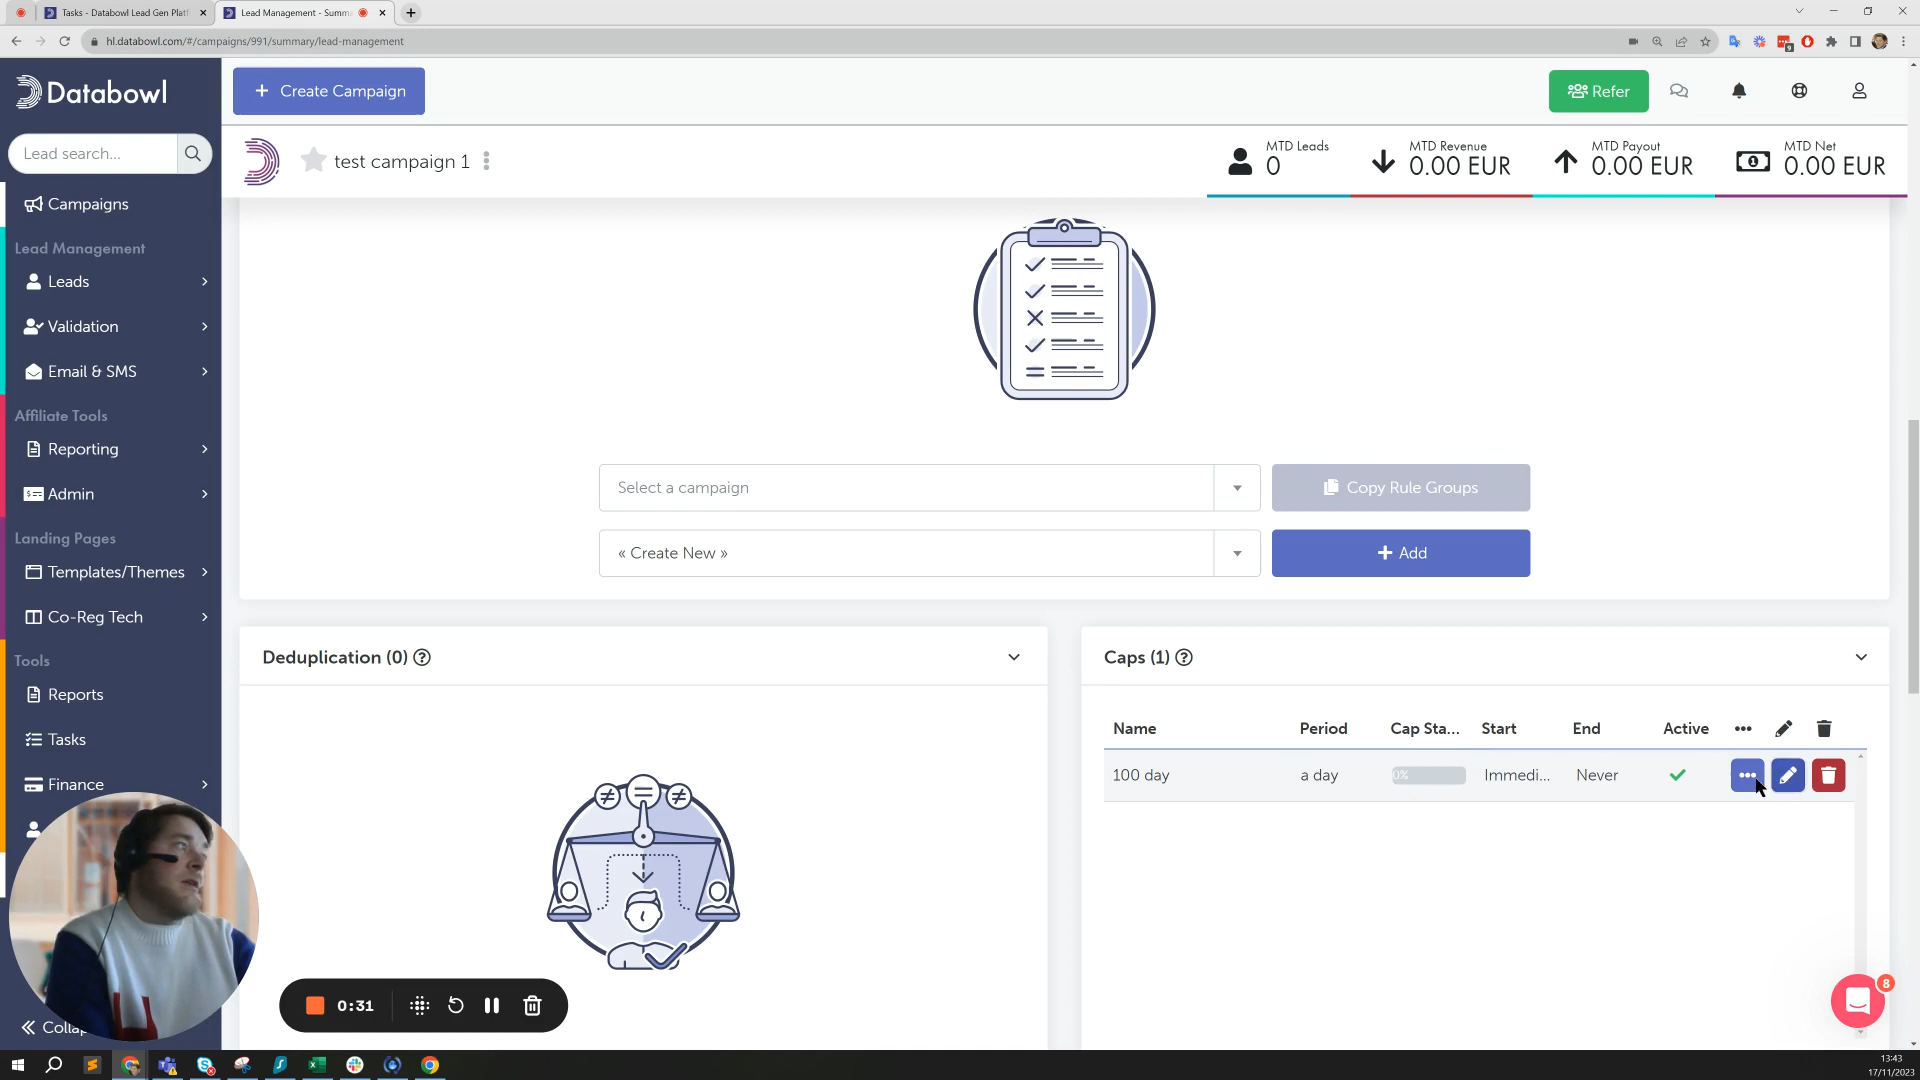 Tasks - Databowl Lead Gen Platf
Lead Management - Summ
hl.databowl.com/#/campaigns/991/summary/lead-management
9
Databowl
Create Campaign
Refer
Lead search...
test campaign 1
MTD Leads
0
MTD Revenue
0.00 EUR
MTD Payout
0.00 EUR
MTD Net
0.00 EUR
Campaigns
Lead Management
Leads
Validation
Email & SMS
Affiliate Tools
Reporting
Admin
Landing Pages
Templates/Themes
Co-Reg Tech
Tools
Reports
Tasks
Finance
Collap
Select a campaign
Copy Rule Groups
« Create New »
Add
Deduplication (0)
Caps (1)
Name Period Cap Sta... Start End Active
100 day a day 0% Immedi... Never
0:31
8
13:43
17/11/2023